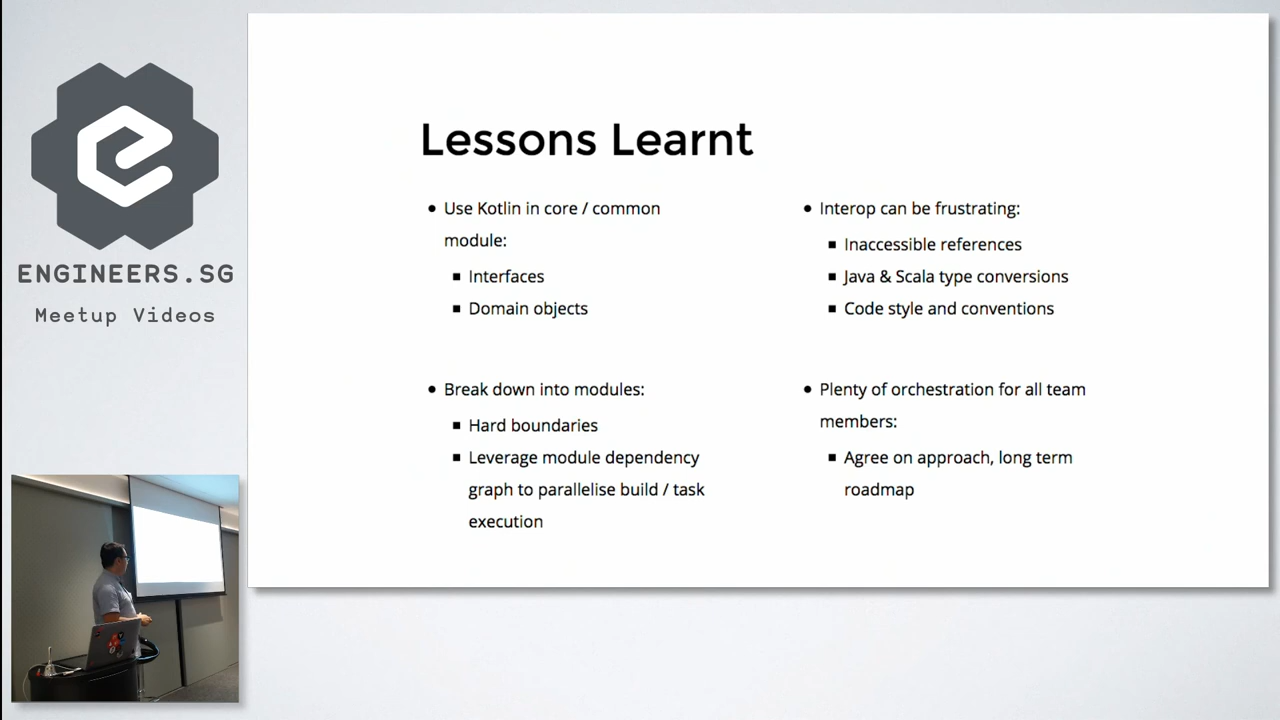 ENGINEERS.SG
Meetup Videos
Lessons Learnt
Use Kotlin in core / common
module:
Interfaces
Domain objects
Break down into modules:
Hard boundaries
Leverage module dependency
graph to parallelise build / task
execution
Interop can be frustrating:
Inaccessible references
Java & Scala type conversions
Code style and conventions
Plenty of orchestration for all team
members:
Agree on approach, long term
roadmap